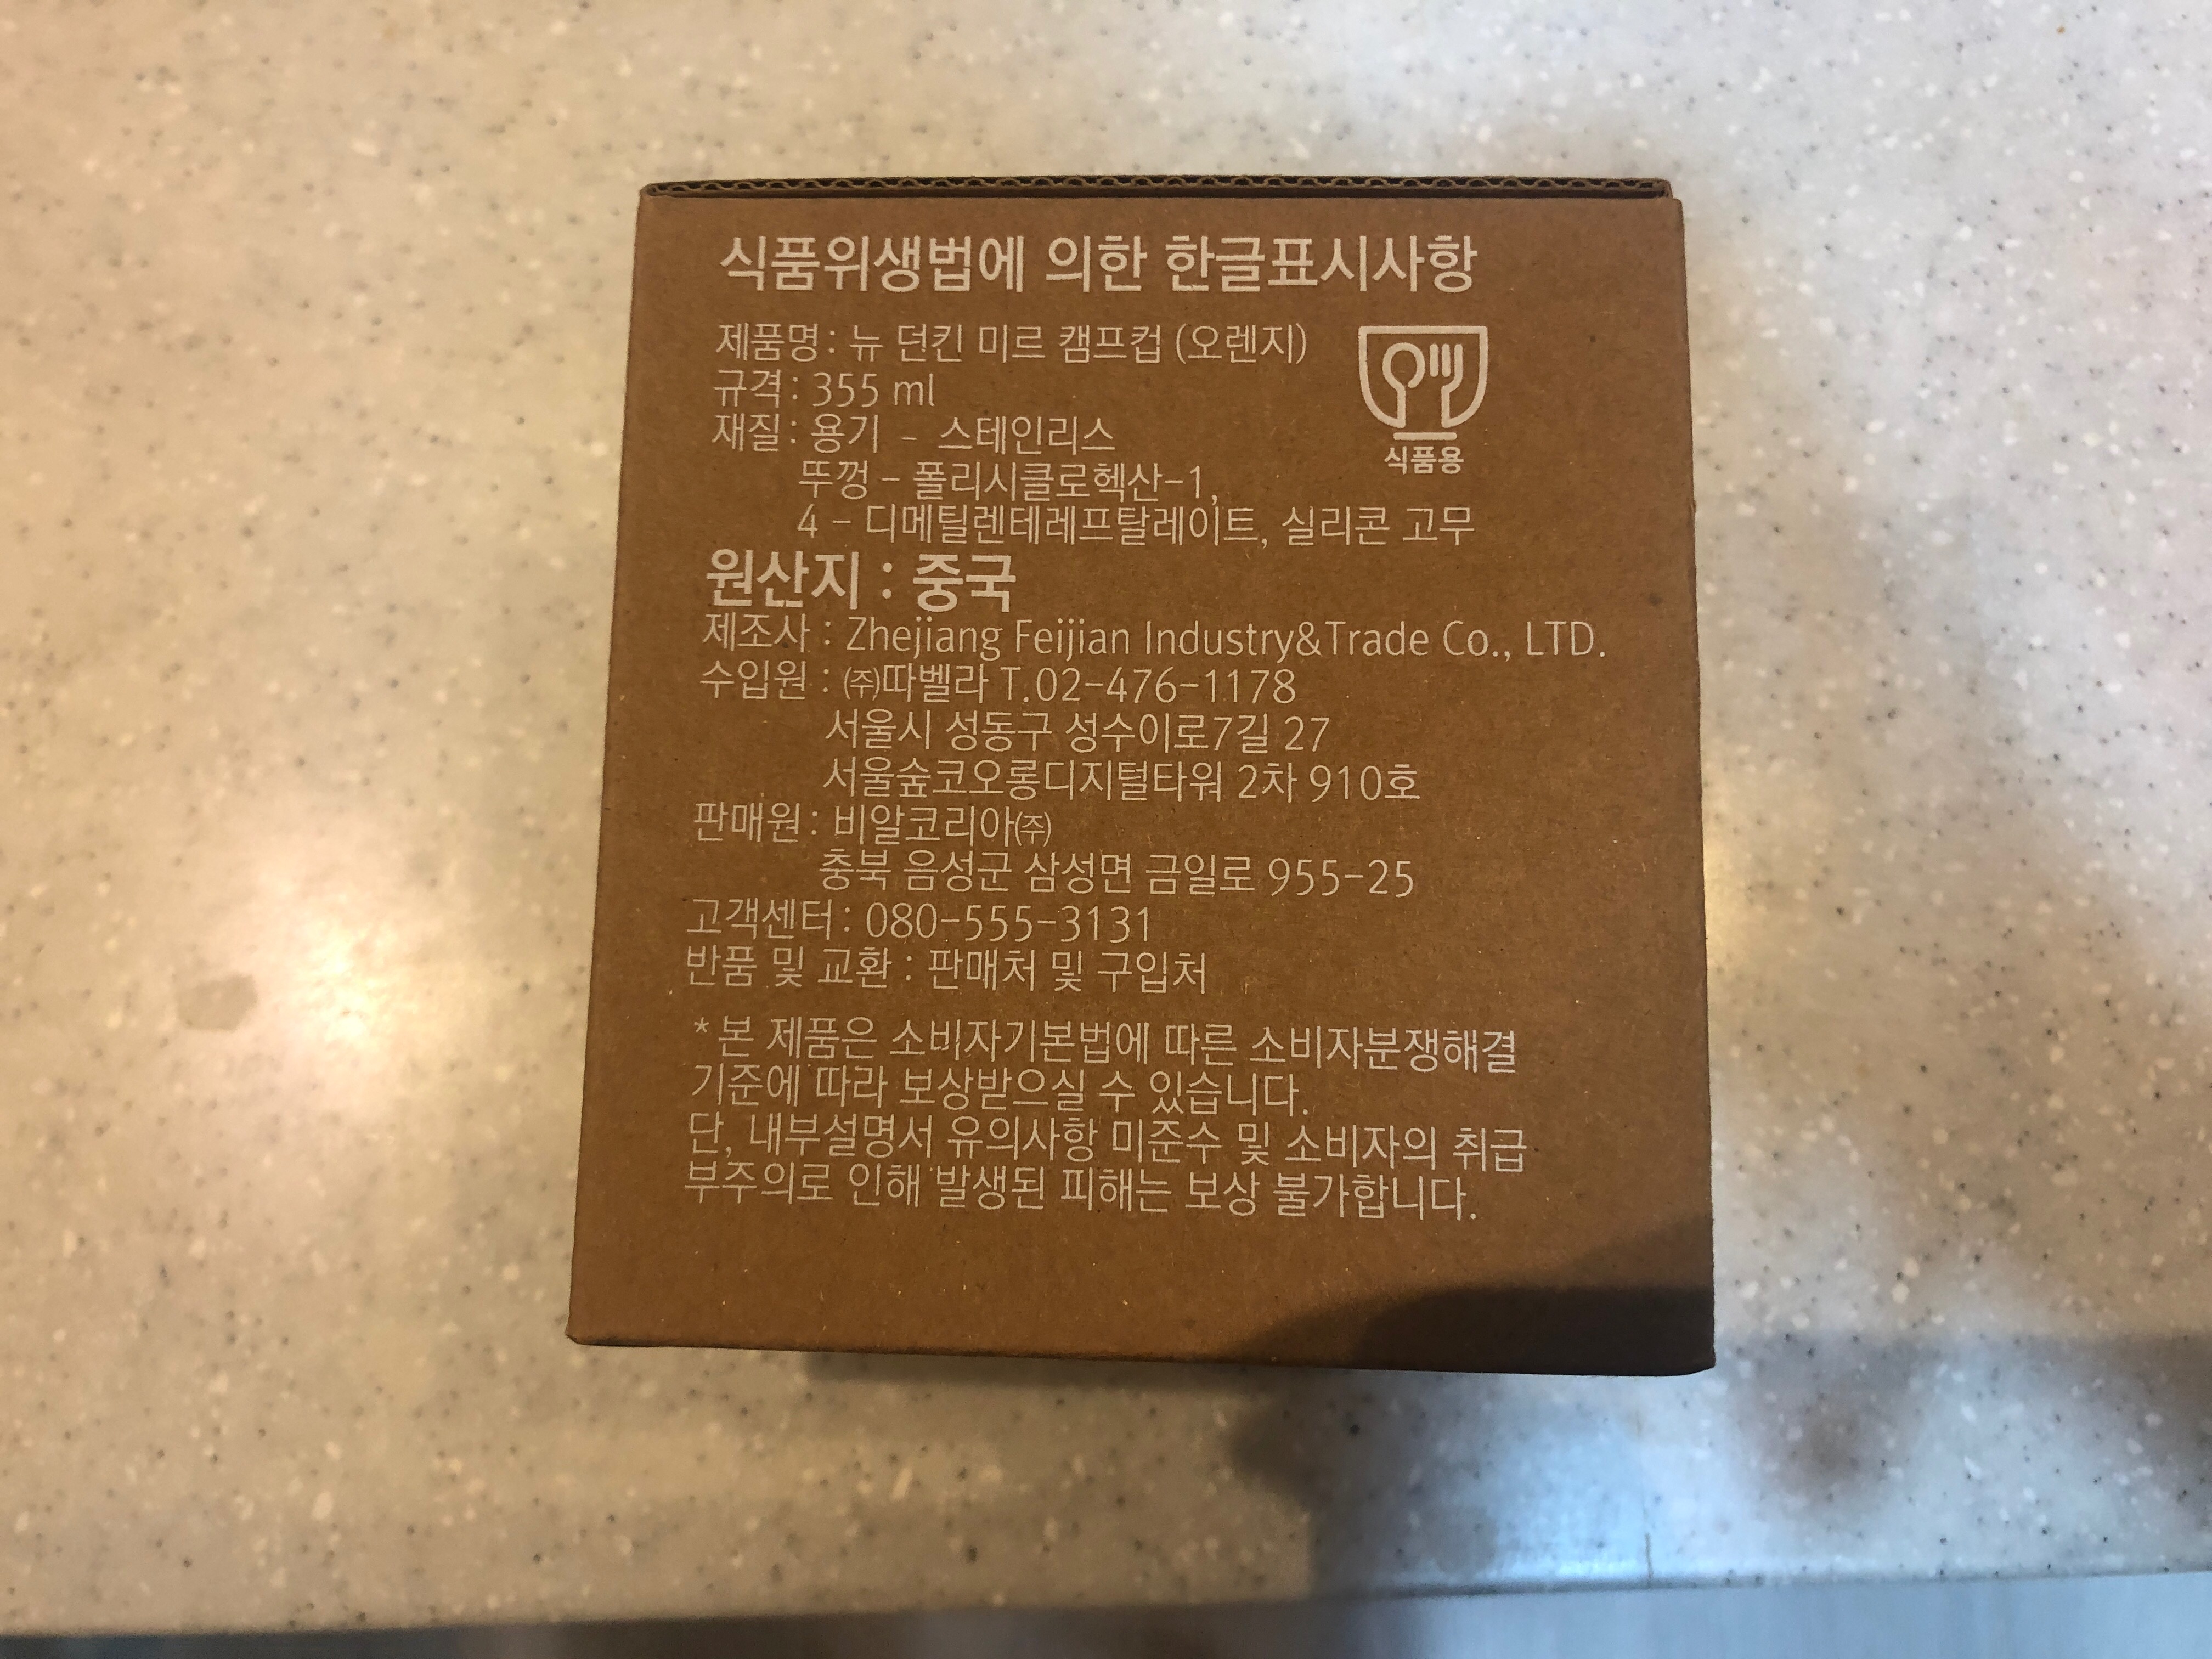 식품위생법에 의한 한글표시사항
제품명 : 뉴 던킨 미르 캠프컵 (오렌지)
규격 : 355 ml
재질 : 용기 - 스테인리스
뚜껑 - 폴리시클로헥산-1,
4 - 디메틸렌테레프탈레이트, 실리콘 고무
식품용
원산지 : 중국
제조사 : Zhejiang Feijian Industry&Trade Co., LTD.
수입원 : ㈜따벨라 T.02-476-1178
서울시 성동구 성수이로7길 27
서울숲코오롱디지털타워 2차 910호
판매원 : 비알코리아㈜
충북 음성군 삼성면 금일로 955-25
고객센터 : 080-555-3131
반품 및 교환 : 판매처 및 구입처
* 본 제품은 소비자기본법에 따른 소비자분쟁해결
기준에 따라 보상받으실 수 있습니다.
단, 내부설명서 유의사항 미준수 및 소비자의 취급
부주의로 인해 발생된 피해는 보상 불가합니다.